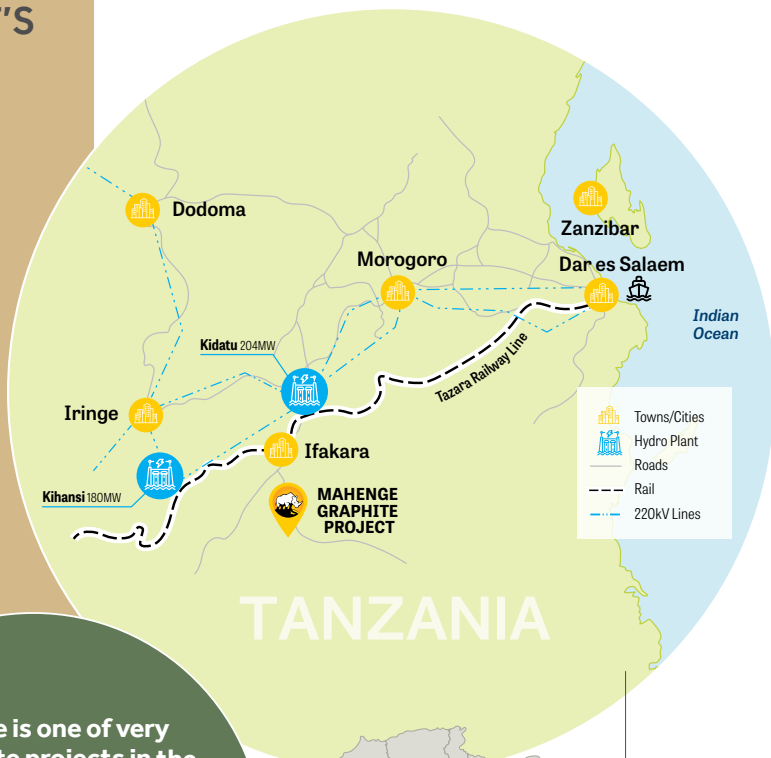 "S
Dodoma
Zanzibar
Morogoro
Dar es Salaem
Indian
Ocean
Kidatu 204MW
Tazara Railway Line
Iringe
Ifakara
Kihansi 180MW
MAHENGE
GRAPHITE
PROJECT
Towns/Cities
Hydro Plant
Roads
Rail
220kV Lines
TANZANIA
is one of very
projects in the